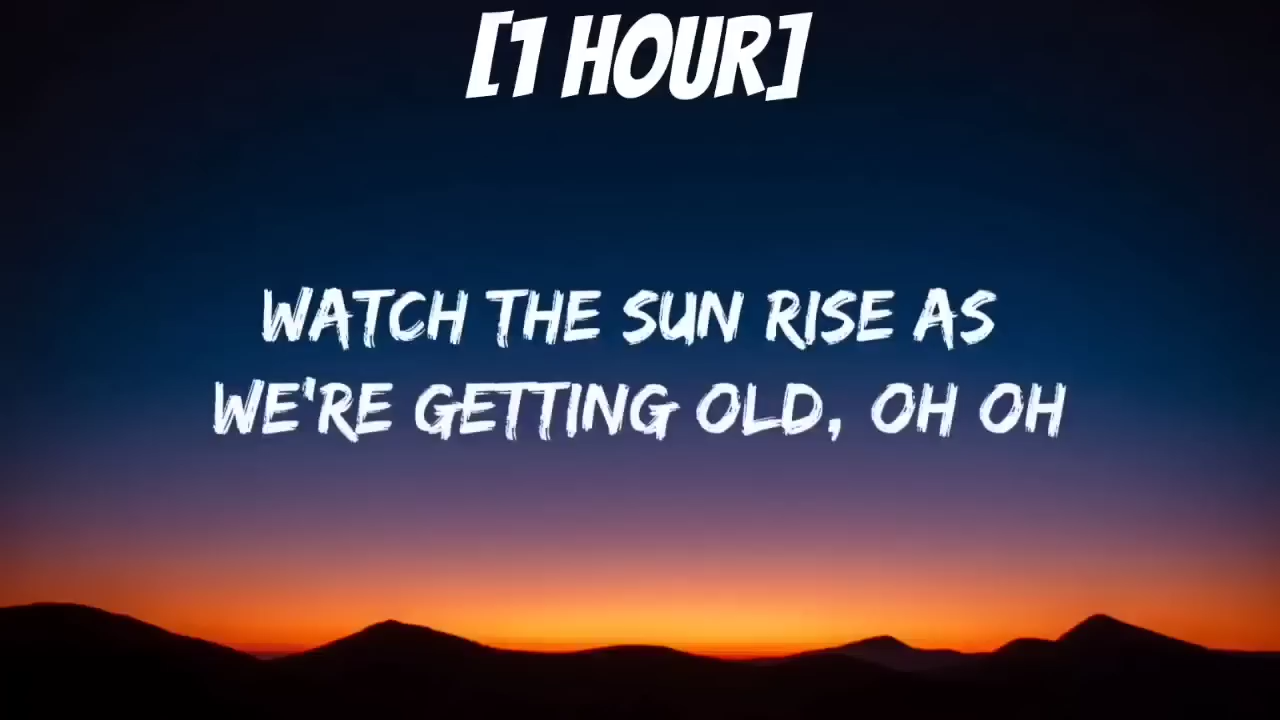 [1 HOUR]
WATCH THE SUN RISE AS
WE'RE GETTING OLD, OH OH